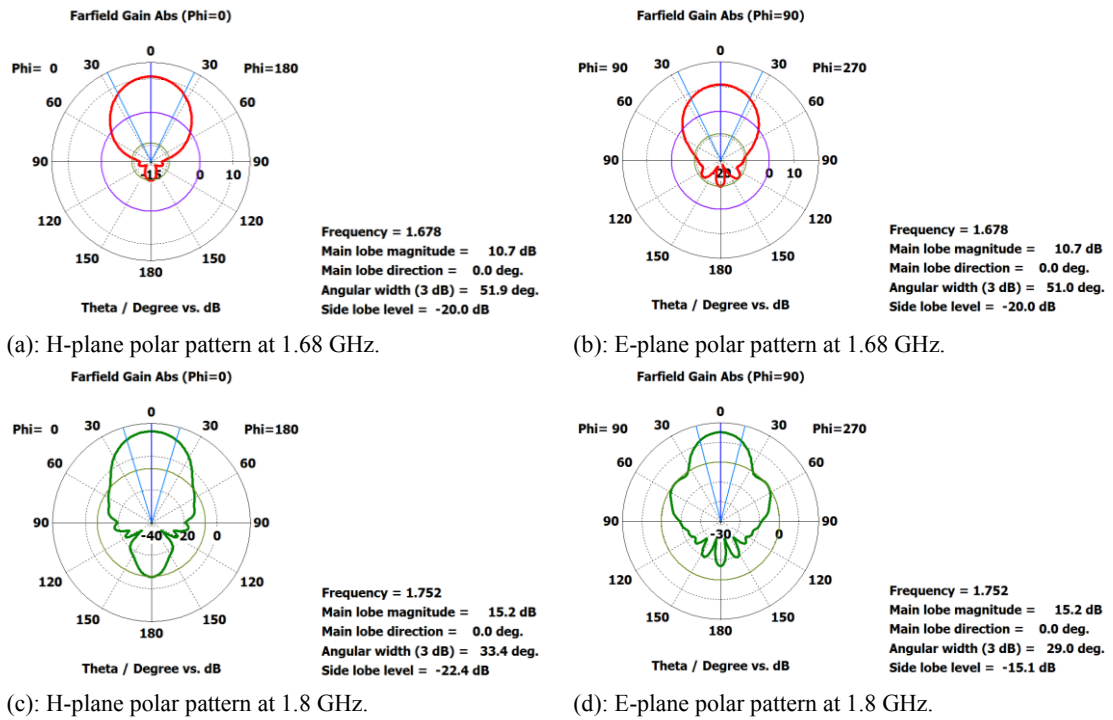 Farfield Gain Abs (Phi=0)
0
30 30
Phi= 0 Phi=180
60 60
90 -15 0 10 90
120 120
150 150
180
Theta / Degree vs. dB
Frequency = 1.678
Main lobe magnitude = 10.7 dB
Main lobe direction = 0.0 deg.
Angular width (3 dB) = 51.9 deg.
Side lobe level = -20.0 dB
(a): H-plane polar pattern at 1.68 GHz.
Farfield Gain Abs (Phi=90)
0
30 30
Phi= 90 Phi=270
60 60
90 -20 0 10 90
120 120
150 150
180
Theta / Degree vs. dB
Frequency = 1.678
Main lobe magnitude = 10.7 dB
Main lobe direction = 0.0 deg.
Angular width (3 dB) = 51.0 deg.
Side lobe level = -20.0 dB
(b): E-plane polar pattern at 1.68 GHz.
Farfield Gain Abs (Phi=0)
0
30 30
Phi= 0 Phi=180
60 60
90 -40 20 0 90
120 120
150 150
180
Theta / Degree vs. dB
Frequency = 1.752
Main lobe magnitude = 15.2 dB
Main lobe direction = 0.0 deg.
Angular width (3 dB) = 33.4 deg.
Side lobe level = -22.4 dB
(c): H-plane polar pattern at 1.8 GHz.
Farfield Gain Abs (Phi=90)
0
30 30
Phi= 90 Phi=270
60 60
90 -30 0 90
120 120
150 150
180
Theta / Degree vs. dB
Frequency = 1.752
Main lobe magnitude = 15.2 dB
Main lobe direction = 0.0 deg.
Angular width (3 dB) = 29.0 deg.
Side lobe level = -15.1 dB
(d): E-plane polar pattern at 1.8 GHz.